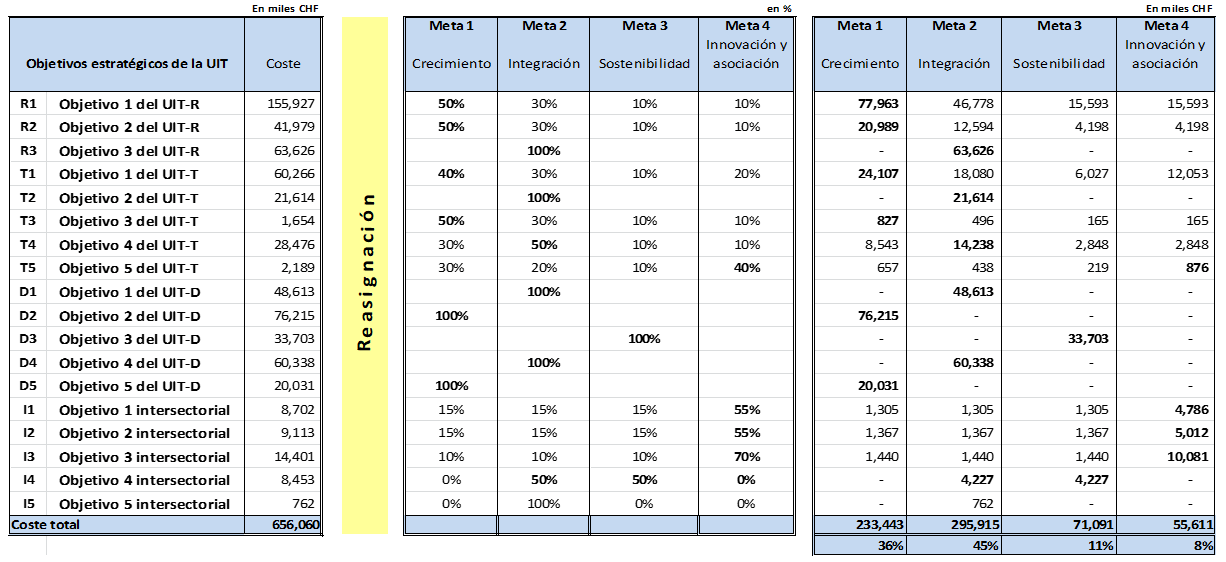 En miles CHF en % En miles CHF
Meta 1 Meta 2 Meta 3 Meta 4 Meta 1 Meta 2 Meta 3 Meta 4
Objetivos estratégicos de la UIT Coste Crecimiento Integración Sostenibilidad Innovación y asociación Crecimiento Integración Sostenibilidad Innovación y asociación
Reasignación
R1 Objetivo 1 del UIT-R 155,927 50% 30% 10% 10% 77,963 46,778 15,593 15,593
R2 Objetivo 2 del UIT-R 41,979 50% 30% 10% 10% 20,989 12,594 4,198 4,198
R3 Objetivo 3 del UIT-R 63,626 100% - 63,626 - -
T1 Objetivo 1 del UIT-T 60,266 40% 30% 10% 20% 24,107 18,080 6,027 12,053
T2 Objetivo 2 del UIT-T 21,614 100% - 21,614 - -
T3 Objetivo 3 del UIT-T 1,654 50% 30% 10% 10% 827 496 165 165
T4 Objetivo 4 del UIT-T 28,476 30% 50% 10% 10% 8,543 14,238 2,848 2,848
T5 Objetivo 5 del UIT-T 2,189 30% 20% 10% 40% 657 438 219 876
D1 Objetivo 1 del UIT-D 48,613 100% - 48,613 - -
D2 Objetivo 2 del UIT-D 76,215 100% 76,215 - - -
D3 Objetivo 3 del UIT-D 33,703 100% - - 33,703 -
D4 Objetivo 4 del UIT-D 60,338 100% - 60,338 - -
D5 Objetivo 5 del UIT-D 20,031 100% 20,031 - - -
I1 Objetivo 1 intersectorial 8,702 15% 15% 15% 55% 1,305 1,305 1,305 4,786
I2 Objetivo 2 intersectorial 9,113 15% 15% 15% 55% 1,367 1,367 1,367 5,012
I3 Objetivo 3 intersectorial 14,401 10% 10% 10% 70% 1,440 1,440 1,440 10,081
I4 Objetivo 4 intersectorial 8,453 0% 50% 50% 0% - 4,227 4,227 -
I5 Objetivo 5 intersectorial 762 0% 100% 0% 0% - 762 - -
Coste total 656,060 233,443 295,915 71,091 55,611
36% 45% 11% 8%